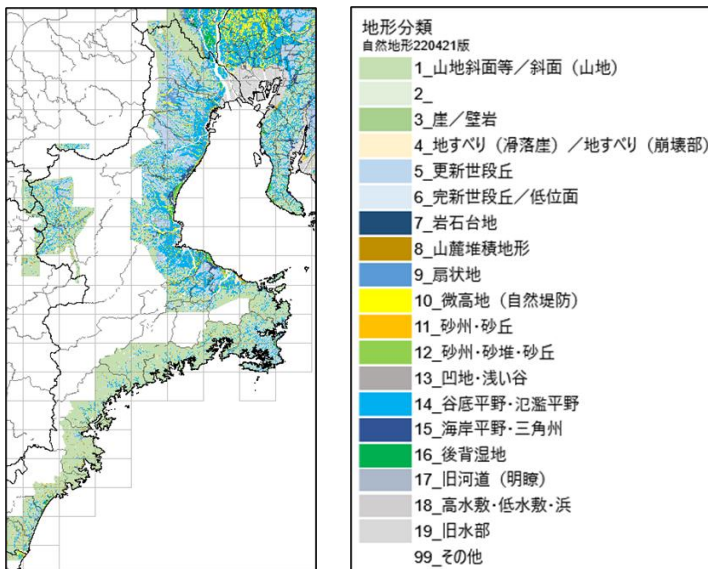 地形分類
自然地形220421版
1_山地斜面等／斜面（山地）
2_
3_崖／壁岩
4_地すべり（滑落崖）／地すべり（崩壊部）
5_更新世段丘
6_完新世段丘／低位面
7_岩石台地
8_山麓堆積地形
9_扇状地
10_微高地（自然堤防）
11_砂州・砂丘
12_砂州・砂堆・砂丘
13_凹地・浅い谷
14_谷底平野・氾濫平野
15_海岸平野・三角州
16_後背湿地
17_旧河道（明瞭）
18_高水敷・低水敷・浜
19_旧水部
99_その他